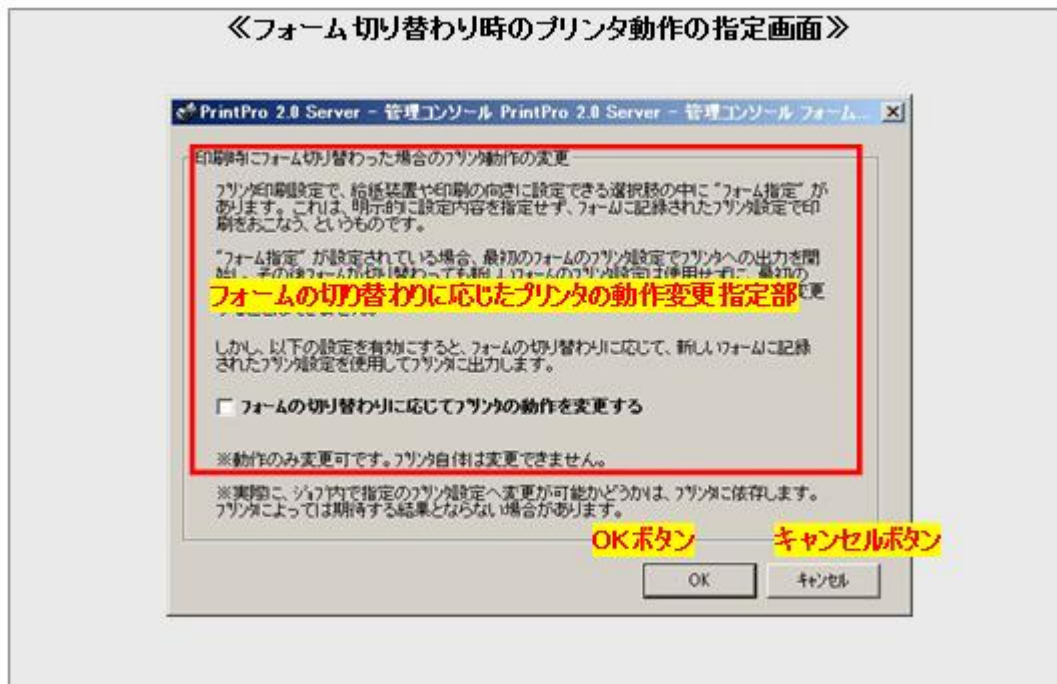 ≪フォーム切り替わり時のプリンタ動作の指定画面≫
PrintPro 2.0 Server - 管理コンソール PrintPro 2.0 Server - 管理コンソール フォーム...
印刷時にフォーム切り替わった場合のプリンタ動作の変更
プリンタ印刷設定で、給紙装置や印刷の向きに設定できる選択肢の中に "フォーム指定" が
あります。これは、明示的に設定内容を指定せず、フォームに記録されたプリンタ設定で印
刷をおこなう、というものです。
"フォーム指定" が設定されている場合、最初のフォームのプリンタ設定でプリンタへの出力を開
始し、その後フォームが切り替わっても新しいフォームのプリンタ設定は使用せずに、最初の
フォームの切り替わりに応じたプリンタの動作変更指定部
変更
しかし、以下の設定を有効にすると、フォームの切り替わりに応じて、新しいフォームに記録
されたプリンタ設定を使用してプリンタに出力します。
フォームの切り替わりに応じてプリンタの動作を変更する
※動作のみ変更可です。プリンタ自体は変更できません。
※実際に、ジョブ内で指定のプリンタ設定へ変更が可能かどうかは、プリンタに依存します。
プリンタによっては期待する結果とならない場合があります。
OKボタン キャンセルボタン
OK キャンセル